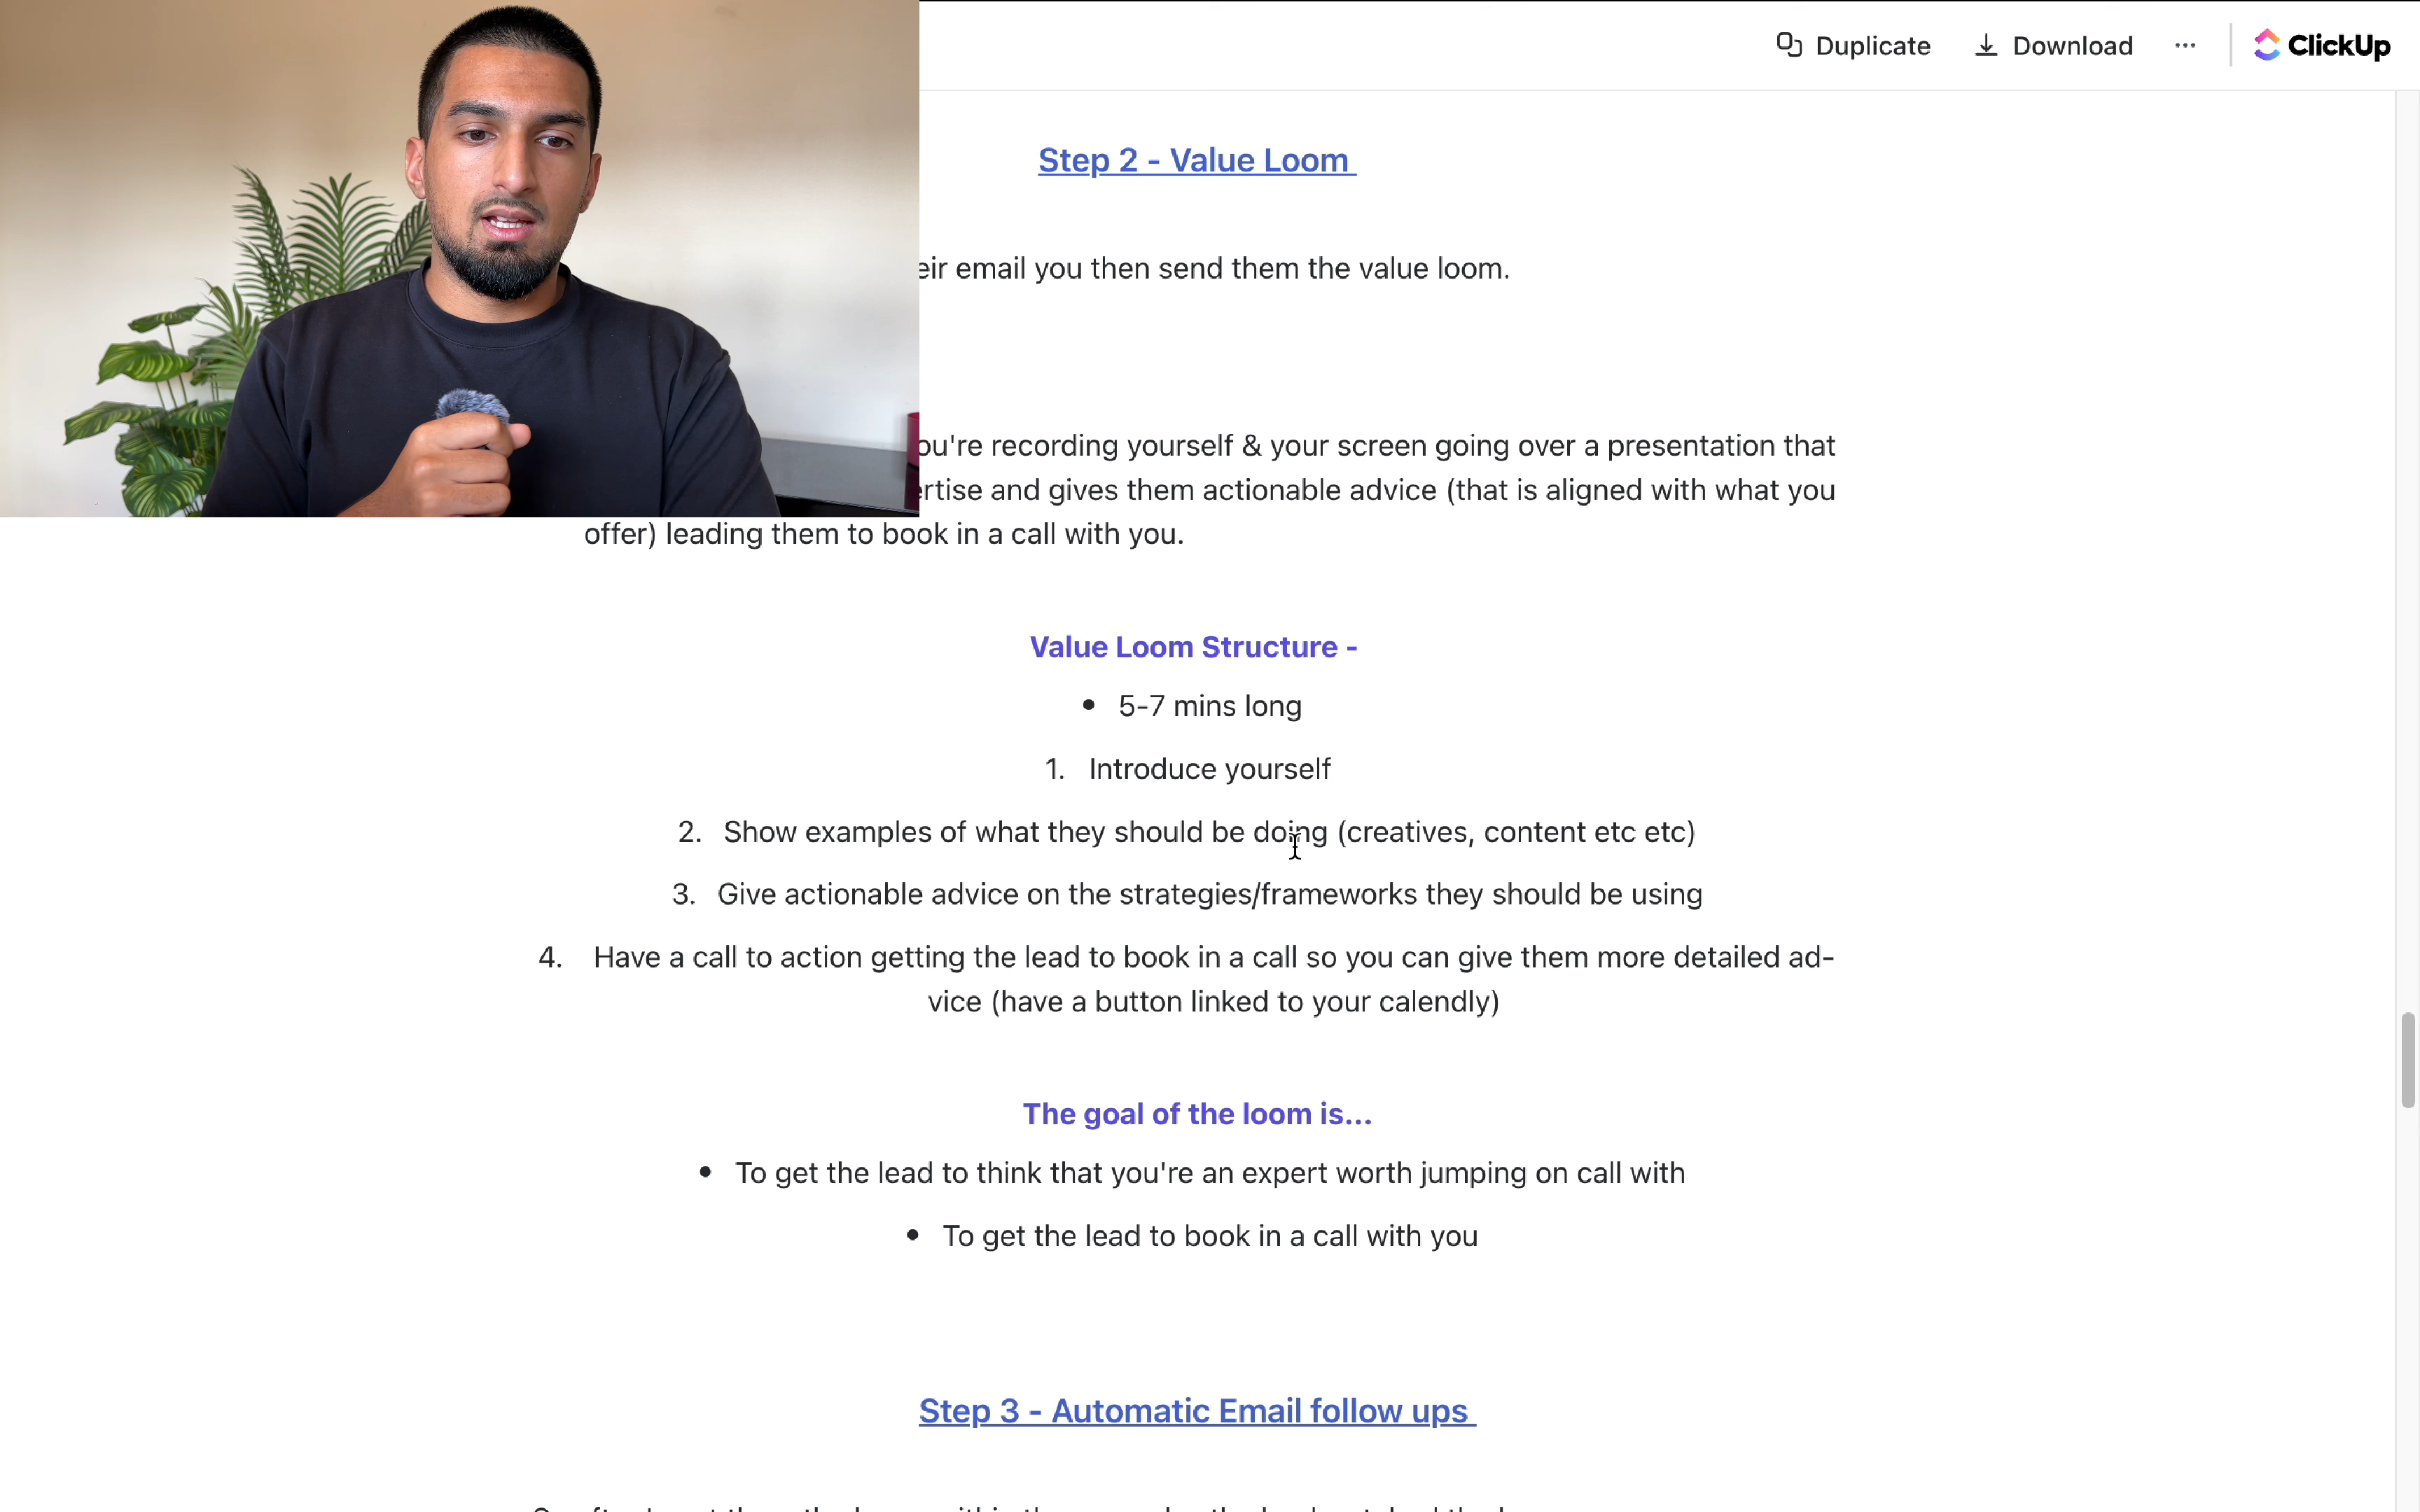 Duplicate
Download
ClickUp
Step 2 - Value Loom
email you then send them the value loom.
recording yourself & your screen going over a presentation that
and gives them actionable advice (that is aligned with what you
offer) leading them to book in a call with you.
Value Loom Structure -
• 5-7 mins long
1. Introduce yourself
2. Show examples of what they should be doing (creatives, content etc etc)
3. Give actionable advice on the strategies/frameworks they should be using
4. Have a call to action getting the lead to book in a call so you can give them more detailed ad-
vice (have a button linked to your calendly)
The goal of the loom is...
• To get the lead to think that you're an expert worth jumping on call with
• To get the lead to book in a call with you
Step 3 - Automatic Email follow ups